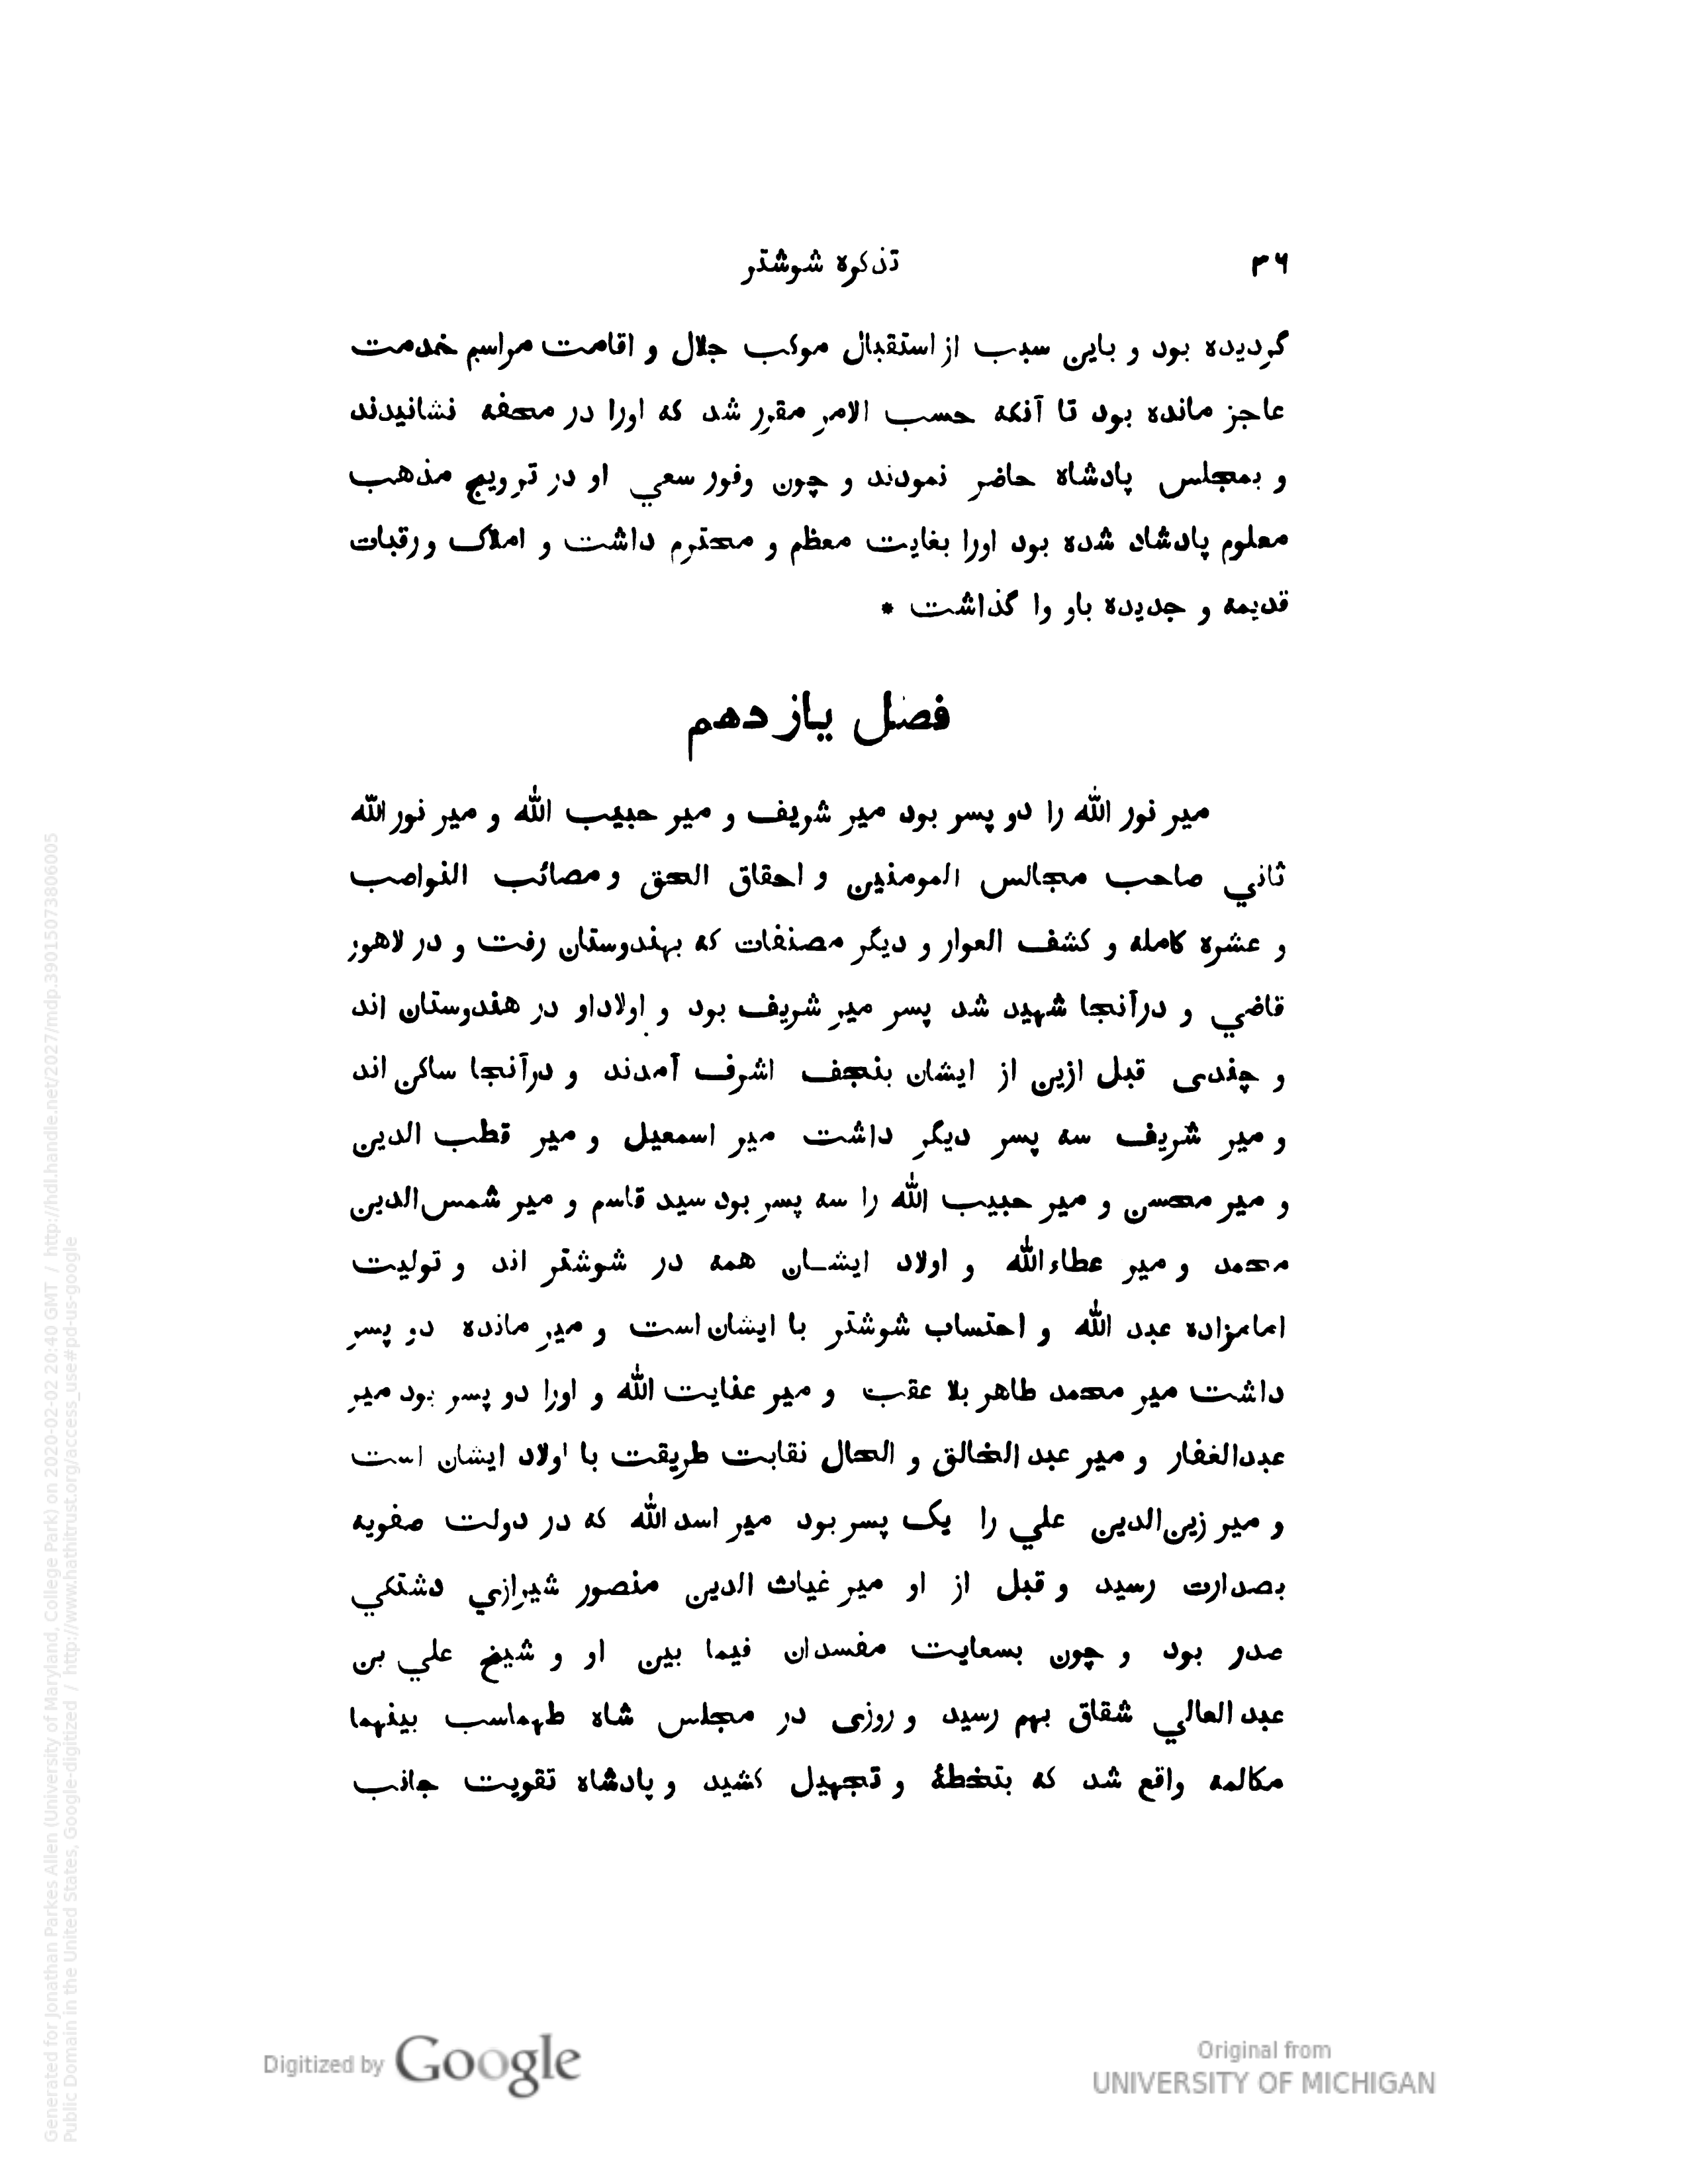 ۳۶ تذکره شوشتر
گردیده بود و باین سبب از استقبال موکب جلال و اقامت مراسم خدمت
عاجز مانده بود تا آنکه حسب الامر مقرر شد که اورا در محفه نشانیدند
و بمجلس پادشاه حاضر نمودند و چون وفور سعي او در ترویج مذهب
معلوم پادشاه شده بود اورا بغایت معظم و محترم داشت و املاک و رقبات
قدیمه و جدیده باو وا گذاشت *
فصل یازدهم
میر نور الله را دو پسر بود میر شریف و میر حبیب الله و میر نور الله
ثاني صاحب مجالس المومنین و احقاق الحق و مصائب النواصب
و عشره کامله و کشف العوار و دیگر مصنفات که بهندوستان رفت و در لاهور
قاضي و درآنجا شهید شد پسر میر شریف بود و اولاد او در هندوستان اند
و چندی قبل ازین از ایشان بنجف اشرف آمدند و درآنجا ساکن اند
و میر شریف سه پسر دیگر داشت میر اسمعیل و میر قطب الدین
و میر محسن و میر حبیب الله را سه پسر بود سید قاسم و میر شمس الدین
محمد و میر عطاءالله و اولاد ایشان همه در شوشتر اند و تولیت
امامزاده عبد الله و احتساب شوشتر با ایشان است و میر مانده دو پسر
داشت میر محمد طاهر بلا عقب و میر عنایت الله و اورا دو پسر بود میر
عبدالغفار و میر عبد الخالق و الحال نقابت طریقت با اولاد ایشان است
و میر زین‌الدین علي را یک پسر بود میر اسد الله که در دولت صفویه
بصدارت رسید و قبل از او میر غیاث الدین منصور شیرازي دشتکي
صدر بود و چون بسعایت مفسدان فیما بین او و شیخ علي بن
عبد العالي شقاق بهم رسید و روزی در مجلس شاه طهماسب بینهما
مکالمه واقع شد که بتخطئهٔ و تجهیل کشید و پادشاه تقویت جانب
Digitized by Google
Original from
UNIVERSITY OF MICHIGAN
Generated for Jonathan Parkes Allen (University of Maryland, College Park) on 2020-02-02 20:40 GMT / http://hdl.handle.net/2027/mdp.39015073806005
Public Domain in the United States, Google-digitized / http://www.hathitrust.org/access_use#pd-us-google